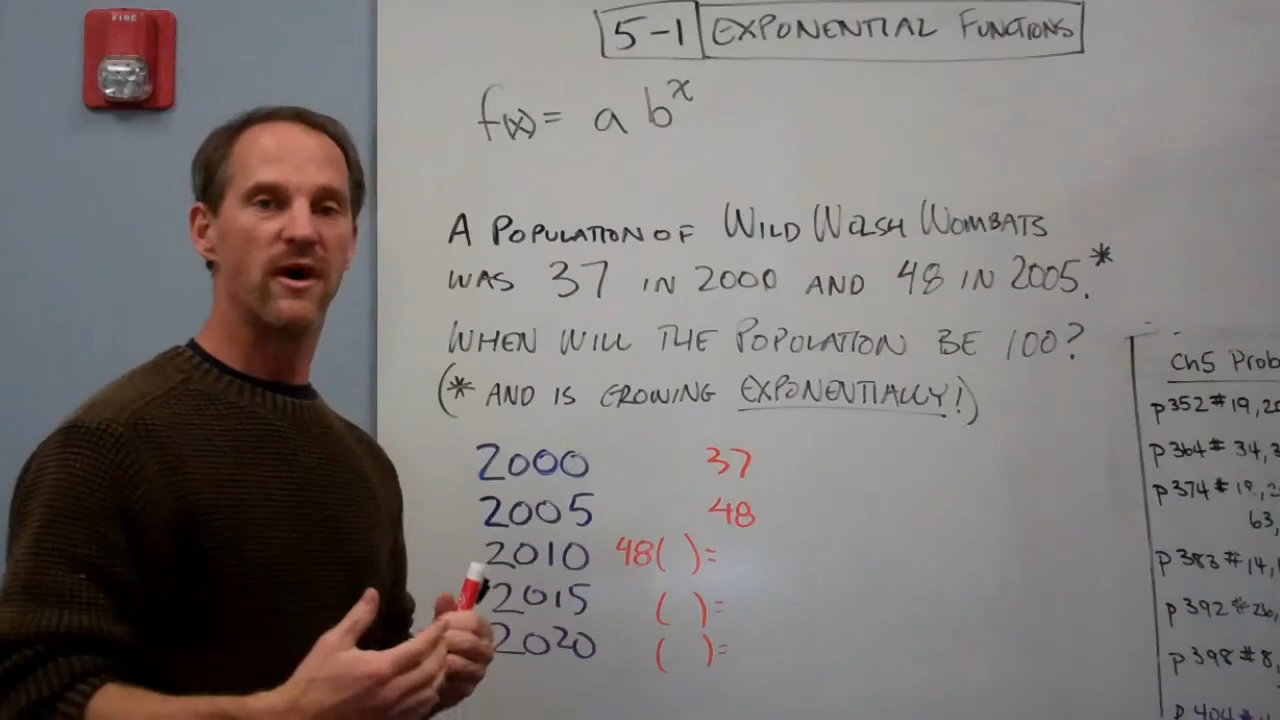 FIRE
5-1 EXPONENTIAL FUNCTIONS
f(x) = a b^x
A POPULATION OF WILD WELSH WOMBATS
WAS 37 IN 2000 AND 48 IN 2005.*
WHEN WILL THE POPULATION BE 100?
(* AND IS GROWING EXPONENTIALLY!)
2000 37
2005 48
2010 48( )=
2015 ( )=
2020 ( )=
Ch5 Prob
p352 # 19, 20
p364 # 34, 3
p374 # 19, 2
63,
p383 # 14, 1
p392 # 26,
p398 # 8,
p 404 #